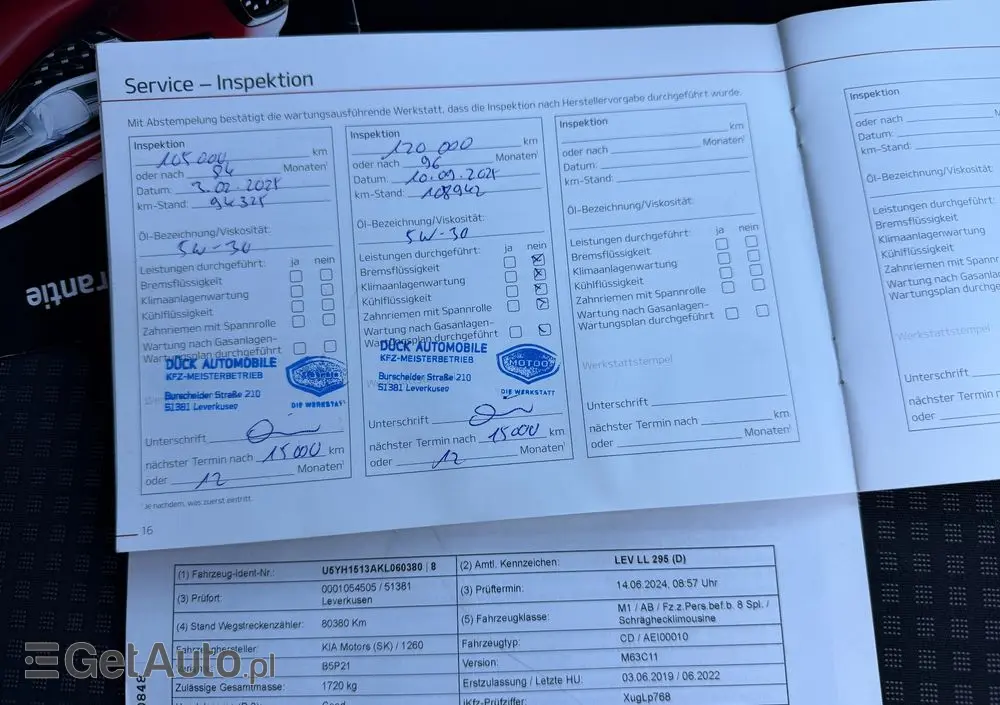 Service – Inspektion
Mit Abstempelung bestätigt die wartungsausführende Werkstatt, dass die Inspektion nach Herstellervorgabe durchgeführt wurde.
Inspektion
105 000 km
oder nach 84 Monaten¹
Datum: 3.02.2025
km-Stand: 94325
Öl-Bezeichnung/Viskosität:
5W-30
Leistungen durchgeführt: ja nein
Bremsflüssigkeit
Klimaanlagenwartung
Kühlflüssigkeit
Zahnriemen mit Spannrolle
Wartung nach Gasanlagen-
Wartungsplan durchgeführt
DÜCK AUTOMOBILE
KFZ-MEISTERBETRIEB
Burscheider Straße 210
51381 Leverkusen
DIE WERKSTATT
Unterschrift
nächster Termin nach 15000 km
oder 12 Monaten¹
Inspektion
120 000 km
oder nach 96 Monaten¹
Datum: 10.09.2025
km-Stand: 108942
Öl-Bezeichnung/Viskosität:
5W-30
Leistungen durchgeführt: ja nein
Bremsflüssigkeit
Klimaanlagenwartung
Kühlflüssigkeit
Zahnriemen mit Spannrolle
Wartung nach Gasanlagen-
Wartungsplan durchgeführt
DÜCK AUTOMOBILE
KFZ-MEISTERBETRIEB
Burscheider Straße 210
51381 Leverkusen
MOTOO
DIE WERKSTATT
Unterschrift
nächster Termin nach 15000 km
oder 12 Monaten¹
Inspektion
km
oder nach Monaten¹
Datum:
km-Stand:
Öl-Bezeichnung/Viskosität:
Leistungen durchgeführt: ja nein
Bremsflüssigkeit
Klimaanlagenwartung
Kühlflüssigkeit
Zahnriemen mit Spannrolle
Wartung nach Gasanlagen-
Wartungsplan durchgeführt
Werkstattstempel
Unterschrift
nächster Termin nach km
oder Monaten¹
¹ Je nachdem, was zuerst eintritt.
16
Inspektion
oder nach
Datum:
km-Stand:
Öl-Bezeichnung/Viskosität:
Leistungen durchgeführt:
Bremsflüssigkeit
Klimaanlagenwartung
Kühlflüssigkeit
Zahnriemen mit Spannrolle
Wartung nach Gasanlagen-
Wartungsplan durchgeführt
Werkstattstempel
Unterschrift
nächster Termin
oder
(1) Fahrzeug-Ident-Nr.: U5YH1513AKL060380 | 8 (2) Amtl. Kennzeichen: LEV LL 295 (D)
(3) Prüfort: 0001054505 / 51381 Leverkusen (3) Prüftermin: 14.06.2024, 08:57 Uhr
(4) Stand Wegstreckenzähler: 80380 Km (5) Fahrzeugklasse: M1 / AB / Fz.z.Pers.bef.b. 8 Spl. / Schräghecklimousine
Fahrzeughersteller: KIA Motors (SK) / 1260 Fahrzeugtyp: CD / AEI00010
B5P21 Version: M63C11
Zulässige Gesamtmasse: 1720 kg Erstzulassung / Letzte HU: 03.06.2019 / 06.2022
iKfz-Prüfziffer: XugLp768
GetAuto.pl